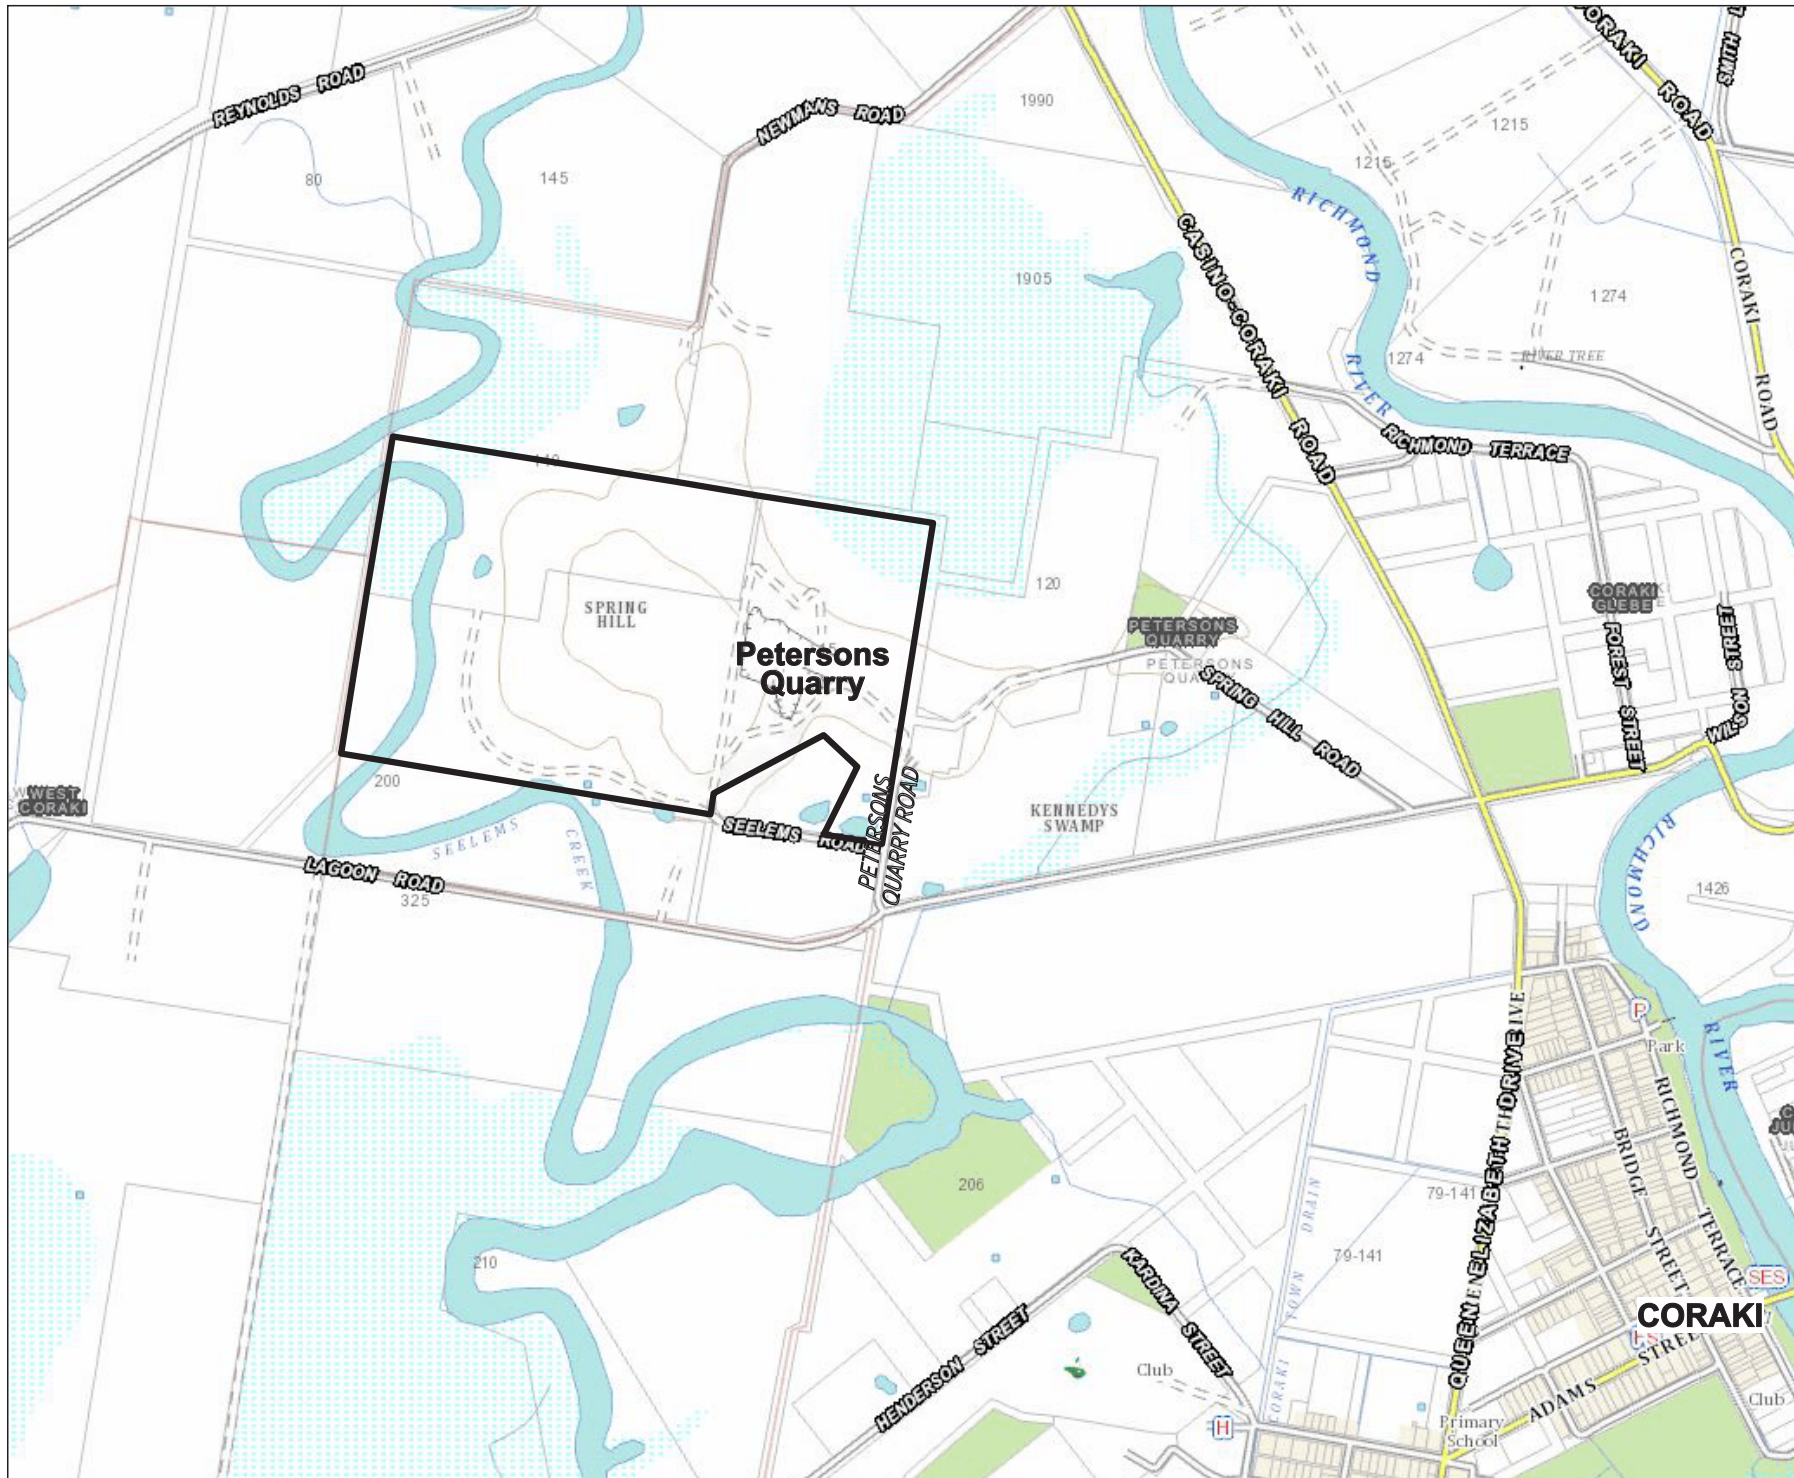 CORAKI ROAD
SMITH
REYNOLDS ROAD
NEWMANS ROAD
1990
1215
1215
80
145
RICHMOND
CASINO-CORAKI ROAD
1905
1274
CORAKI ROAD
1274
RIVER TREE
RIVER
RICHMOND TERRACE
140
120
SPRING
HILL
CORAKI
GLEBE
PETERSONS
QUARRY
Petersons
Quarry
PETERSONS
SPRING HILL ROAD
FOREST STREET
WILSON STREET
200
WEST
CORAKI
KENNEDYS
SWAMP
SEELEMS ROAD
PETERSONS
QUARRY ROAD
SEELEMS
CREEK
LAGOON ROAD
325
RICHMOND
1426
P
Park
RIVER
QUEEN ELIZABETH DRIVE
RICHMOND TERRACE
BRIDGE STREET
206
79-141
79-141
210
CORAKI TOWN DRAIN
KARDINA STREET
HENDERSON STREET
SES
CORAKI
ADAMS STREET
Club
H
Primary
School
Club